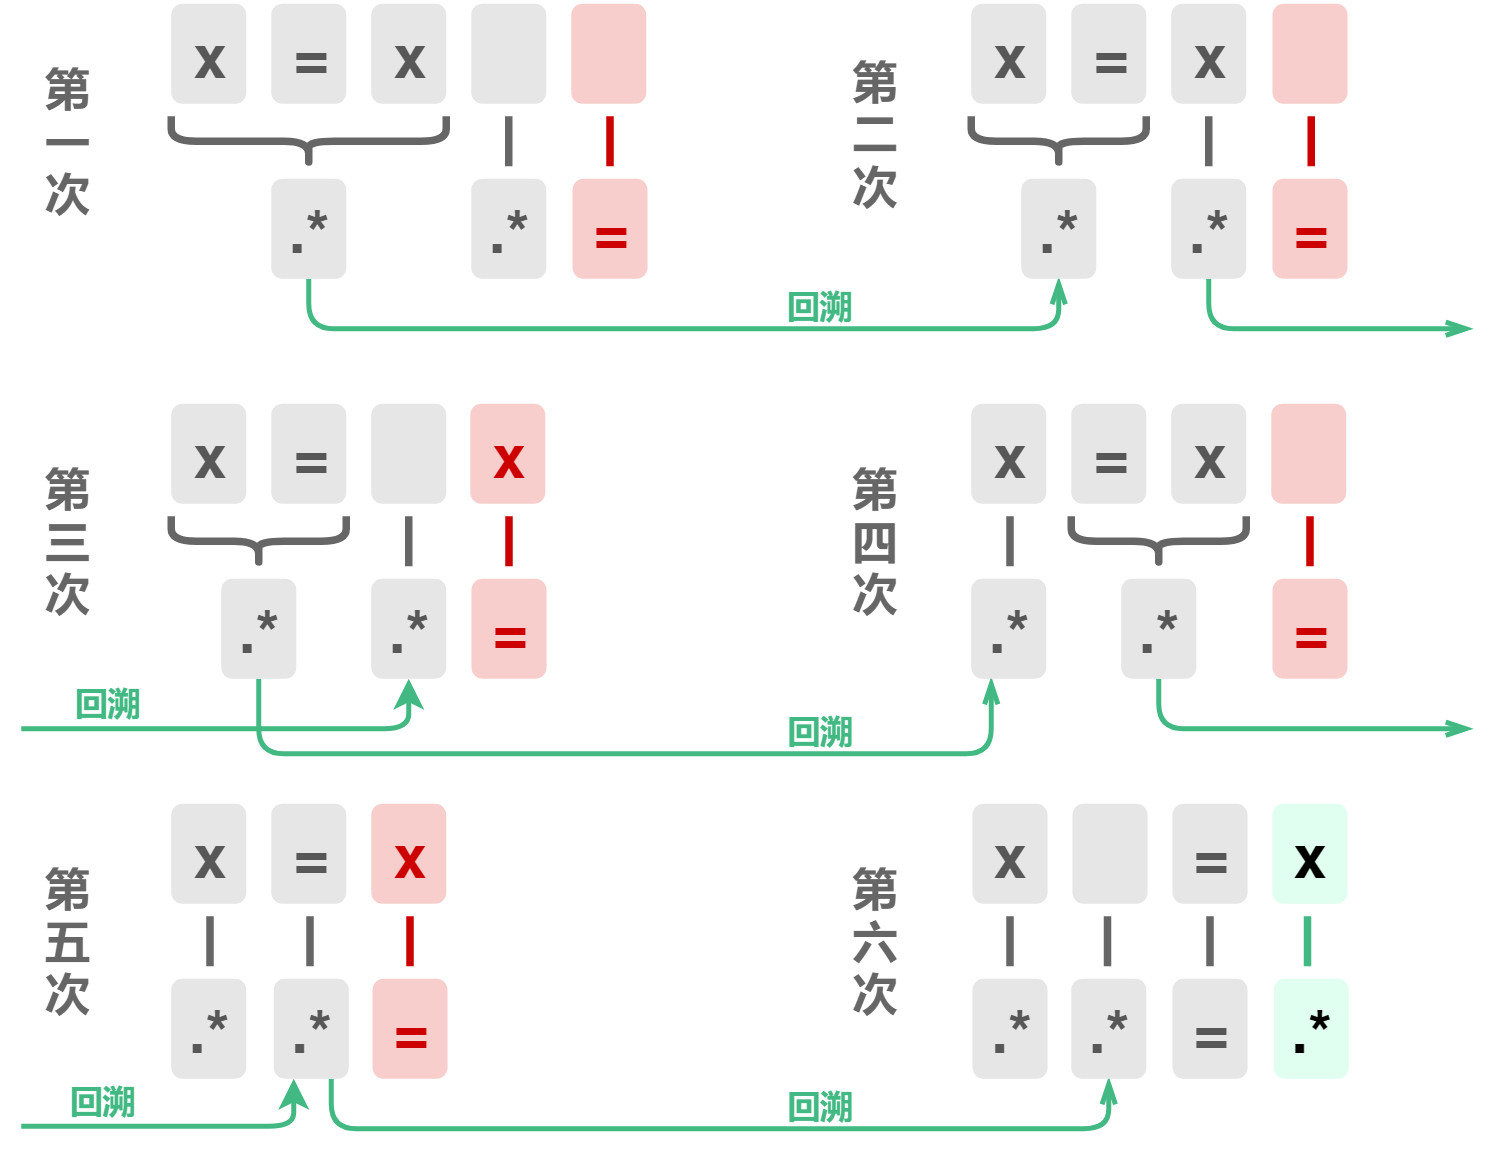 第一次
x = x
.* .* =
第二次
x = x
.* .* =
回溯
第三次
x = x
.* .* =
第四次
x = x
.* .* =
回溯
回溯
第五次
x = x
.* .* =
第六次
x = x
.* .* = .*
回溯
回溯